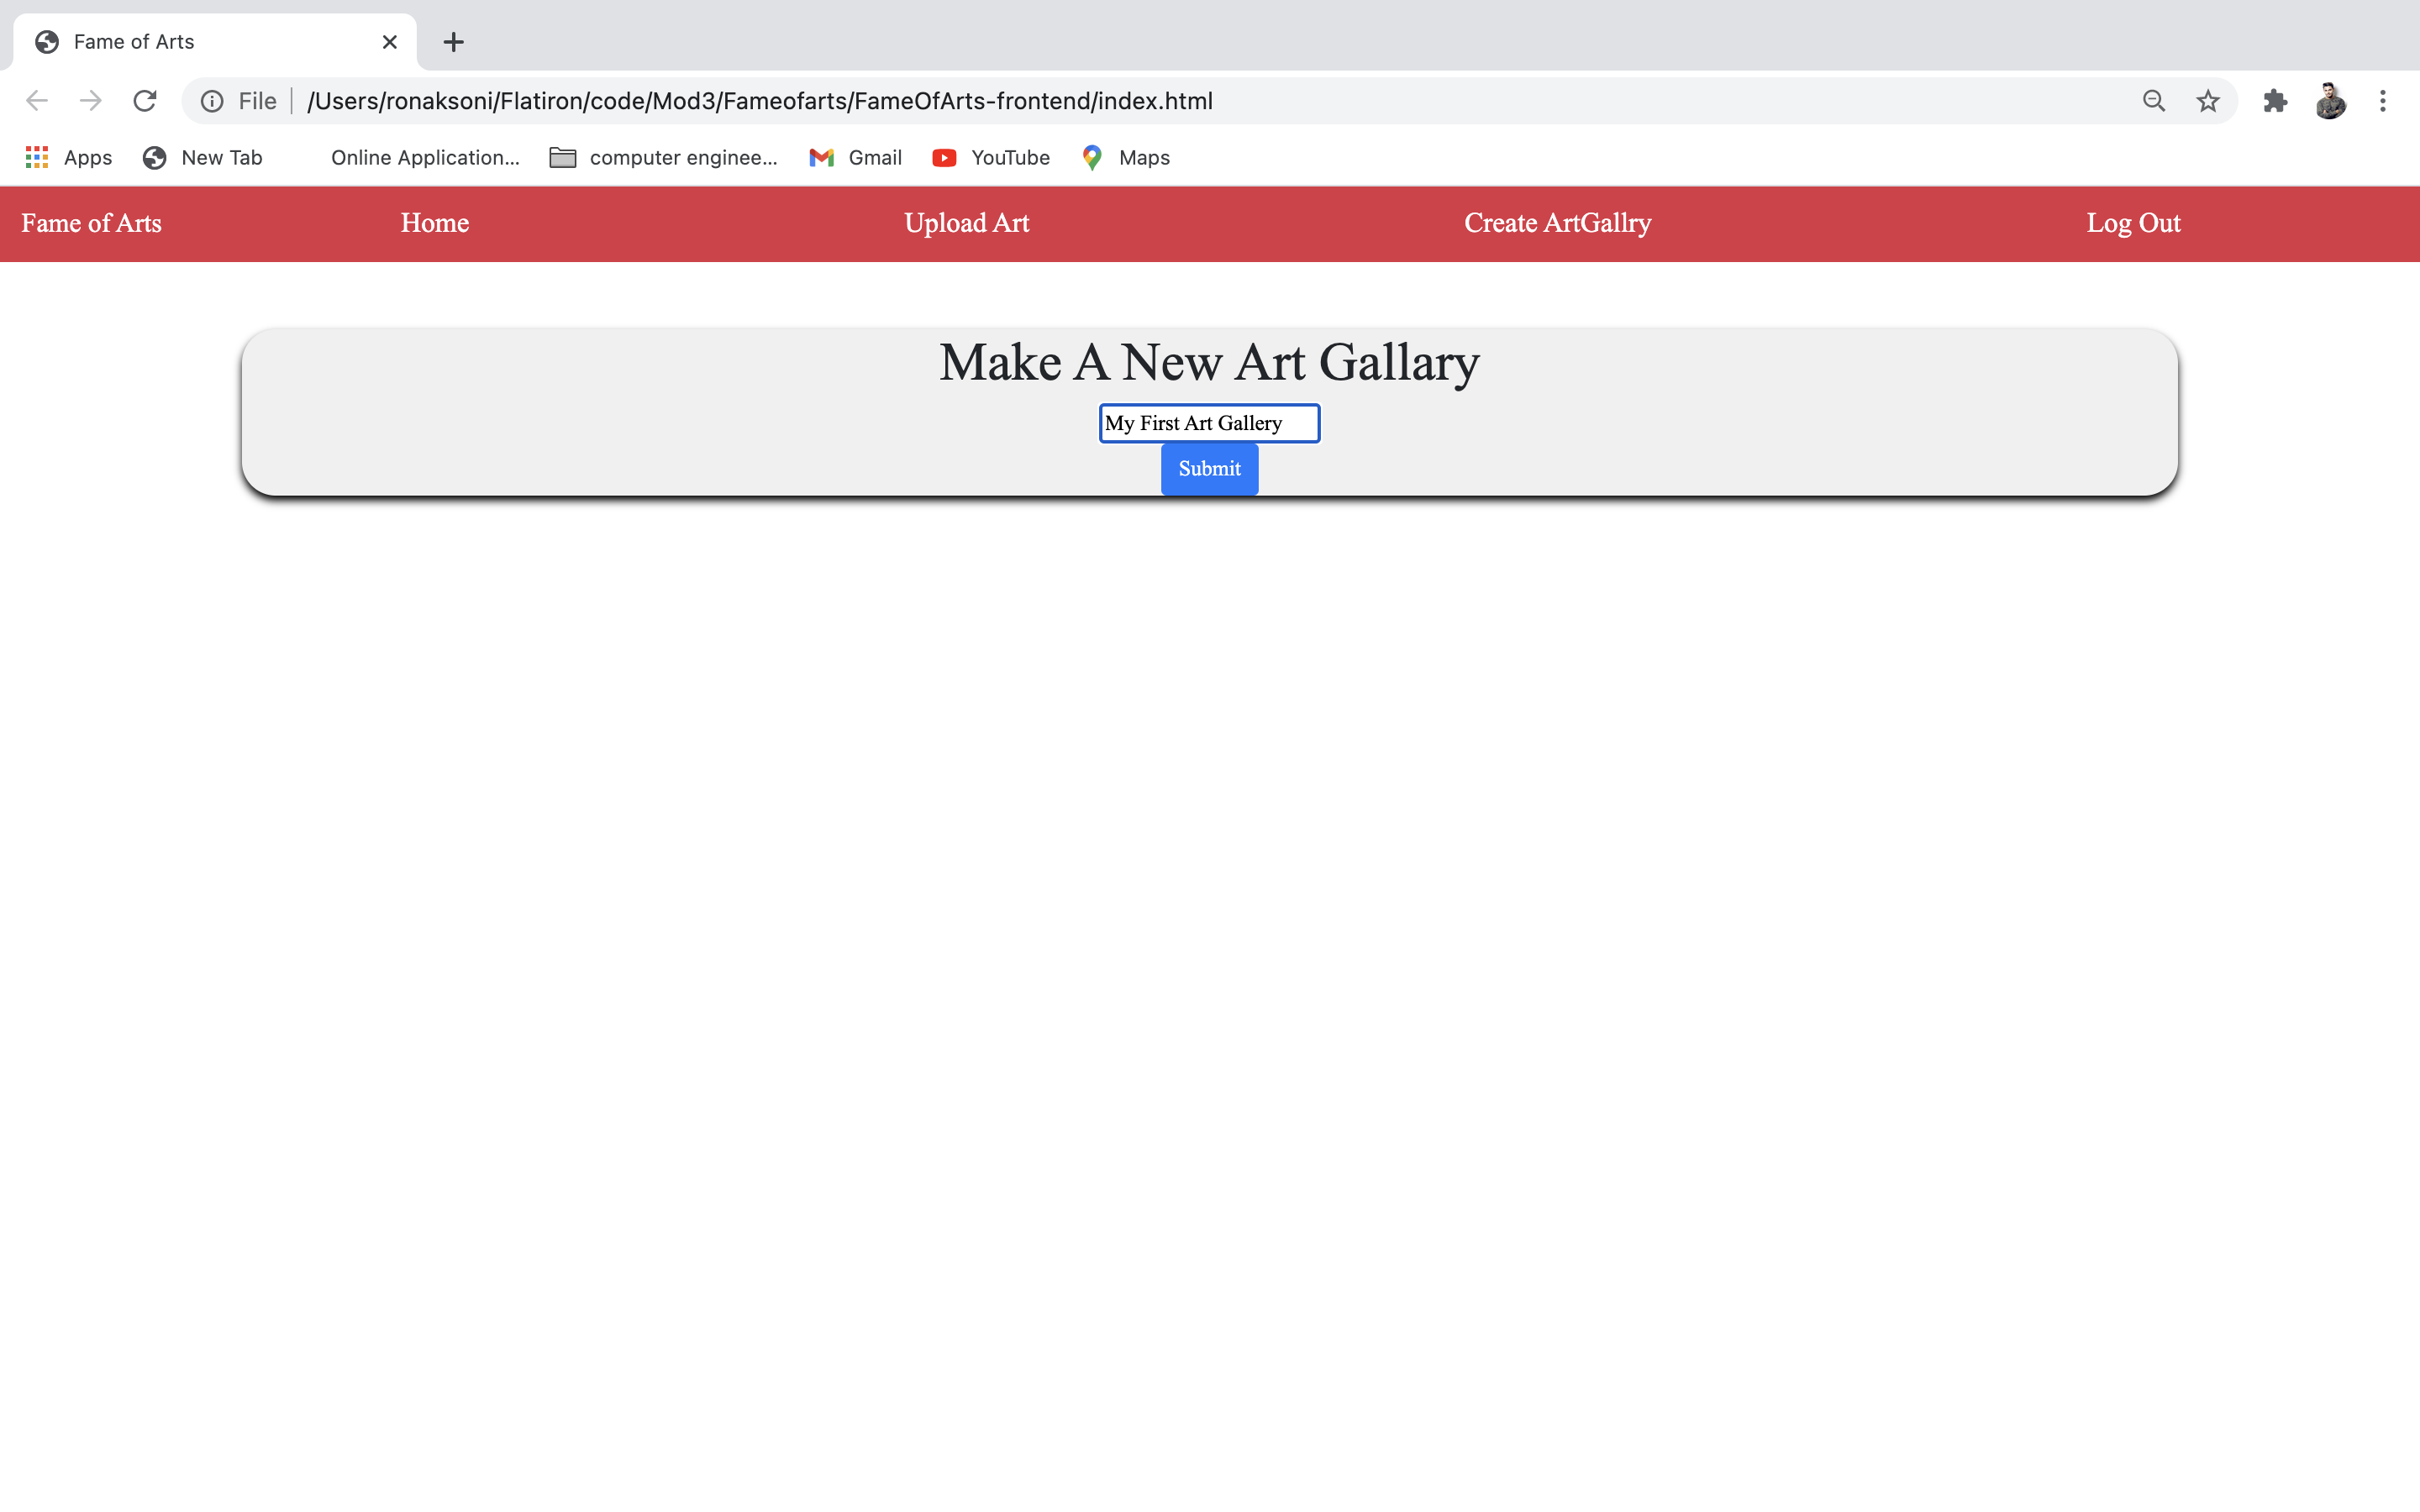 Fame of Arts
File /Users/ronaksoni/Flatiron/code/Mod3/Fameofarts/FameOfArts-frontend/index.html
Apps New Tab Online Application... computer enginee... Gmail YouTube Maps
Fame of Arts Home Upload Art Create ArtGallry Log Out
Make A New Art Gallary
My First Art Gallery
Submit